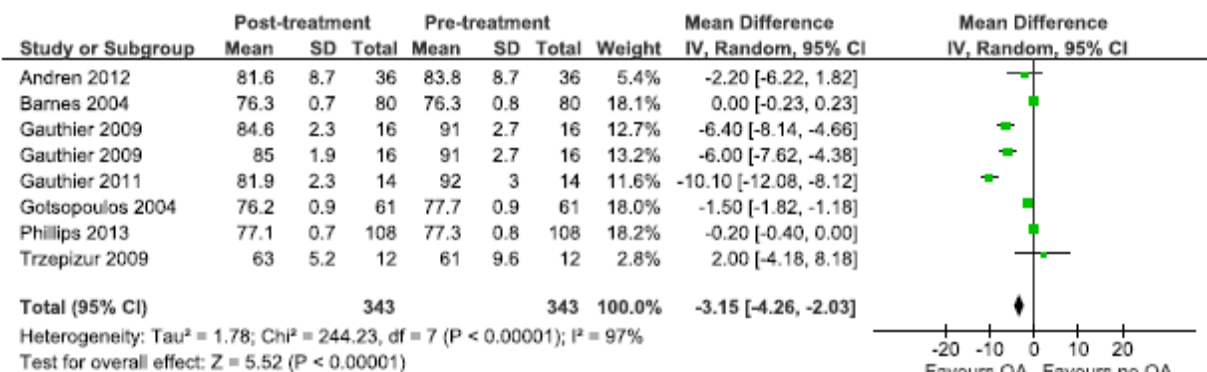 Post-treatment Pre-treatment Mean Difference Mean Difference
Study or Subgroup Mean SD Total Mean SD Total Weight IV, Random, 95% CI IV, Random, 95% CI
Andren 2012 81.6 8.7 36 83.8 8.7 36 5.4% -2.20 [-6.22, 1.82]
Barnes 2004 76.3 0.7 80 76.3 0.8 80 18.1% 0.00 [-0.23, 0.23]
Gauthier 2009 84.6 2.3 16 91 2.7 16 12.7% -6.40 [-8.14, -4.66]
Gauthier 2009 85 1.9 16 91 2.7 16 13.2% -6.00 [-7.62, -4.38]
Gauthier 2011 81.9 2.3 14 92 3 14 11.6% -10.10 [-12.08, -8.12]
Gotsopoulos 2004 76.2 0.9 61 77.7 0.9 61 18.0% -1.50 [-1.82, -1.18]
Phillips 2013 77.1 0.7 108 77.3 0.8 108 18.2% -0.20 [-0.40, 0.00]
Trzepizur 2009 63 5.2 12 61 9.6 12 2.8% 2.00 [-4.18, 8.18]
Total (95% CI) 343 343 100.0% -3.15 [-4.26, -2.03]
Heterogeneity: Tau² = 1.78; Chi² = 244.23, df = 7 (P < 0.00001); I² = 97%
Test for overall effect: Z = 5.52 (P < 0.00001)
-20 -10 0 10 20
Favours OA Favours no OA